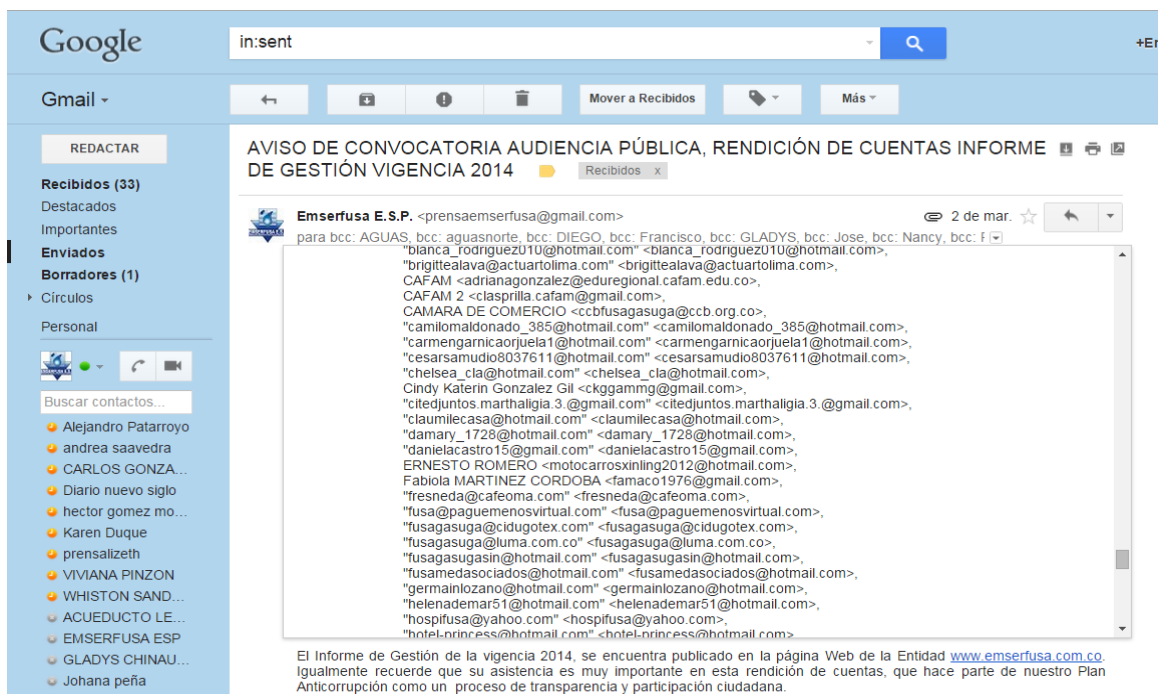 Google
in:sent
+Er
Gmail
Mover a Recibidos
Más
REDACTAR
Recibidos (33)
Destacados
Importantes
Enviados
Borradores (1)
Círculos
Personal
Buscar contactos...
Alejandro Patarroyo
andrea saavedra
CARLOS GONZA...
Diario nuevo siglo
hector gomez mo...
Karen Duque
prensalizeth
VIVIANA PINZON
WHISTON SAND...
ACUEDUCTO LE...
EMSERFUSA ESP
GLADYS CHINAU...
Johana peña
AVISO DE CONVOCATORIA AUDIENCIA PÚBLICA, RENDICIÓN DE CUENTAS INFORME
DE GESTIÓN VIGENCIA 2014
Recibidos x
Emserfusa E.S.P. <prensaemserfusa@gmail.com>
2 de mar.
para bcc: AGUAS, bcc: aguasnorte, bcc: DIEGO, bcc: Francisco, bcc: GLADYS, bcc: Jose, bcc: Nancy, bcc: F
"blanca_rodriguez010@hotmail.com" <blanca_rodriguez010@hotmail.com>,
"brigittealava@actuartolima.com" <brigittealava@actuartolima.com>,
CAFAM <adrianagonzalez@eduregional.cafam.edu.co>,
CAFAM 2 <clasprilla.cafam@gmail.com>,
CAMARA DE COMERCIO <ccbfusagasuga@ccb.org.co>,
"camilomaldonado_385@hotmail.com" <camilomaldonado_385@hotmail.com>,
"carmengarnicaorjuela1@hotmail.com" <carmengarnicaorjuela1@hotmail.com>,
"cesarsamudio8037611@hotmail.com" <cesarsamudio8037611@hotmail.com>,
"chelsea_cla@hotmail.com" <chelsea_cla@hotmail.com>,
Cindy Katerin Gonzalez Gil <ckggammg@gmail.com>,
"citedjuntos.marthaligia.3.@gmail.com" <citedjuntos.marthaligia.3.@gmail.com>,
"claumilecasa@hotmail.com" <claumilecasa@hotmail.com>,
"damary_1728@hotmail.com" <damary_1728@hotmail.com>,
"danielacastro15@gmail.com" <danielacastro15@gmail.com>,
ERNESTO ROMERO <motocarrosxinling2012@hotmail.com>,
Fabiola MARTINEZ CORDOBA <famaco1976@gmail.com>,
"fresneda@cafeoma.com" <fresneda@cafeoma.com>,
"fusa@paguemenosvirtual.com" <fusa@paguemenosvirtual.com>,
"fusagasuga@cidugotex.com" <fusagasuga@cidugotex.com>,
"fusagasuga@luma.com.co" <fusagasuga@luma.com.co>,
"fusagasugasin@hotmail.com" <fusagasugasin@hotmail.com>,
"fusamedasociados@hotmail.com" <fusamedasociados@hotmail.com>,
"germainlozano@hotmail.com" <germainlozano@hotmail.com>,
"helenademar51@hotmail.com" <helenademar51@hotmail.com>,
"hospifusa@yahoo.com" <hospifusa@yahoo.com>,
"hotel-princess@hotmail.com" <hotel-princess@hotmail.com>,
El Informe de Gestión de la vigencia 2014, se encuentra publicado en la página Web de la Entidad www.emserfusa.com.co.
Igualmente recuerde que su asistencia es muy importante en esta rendición de cuentas, que hace parte de nuestro Plan
Anticorrupción como un proceso de transparencia y participación ciudadana.